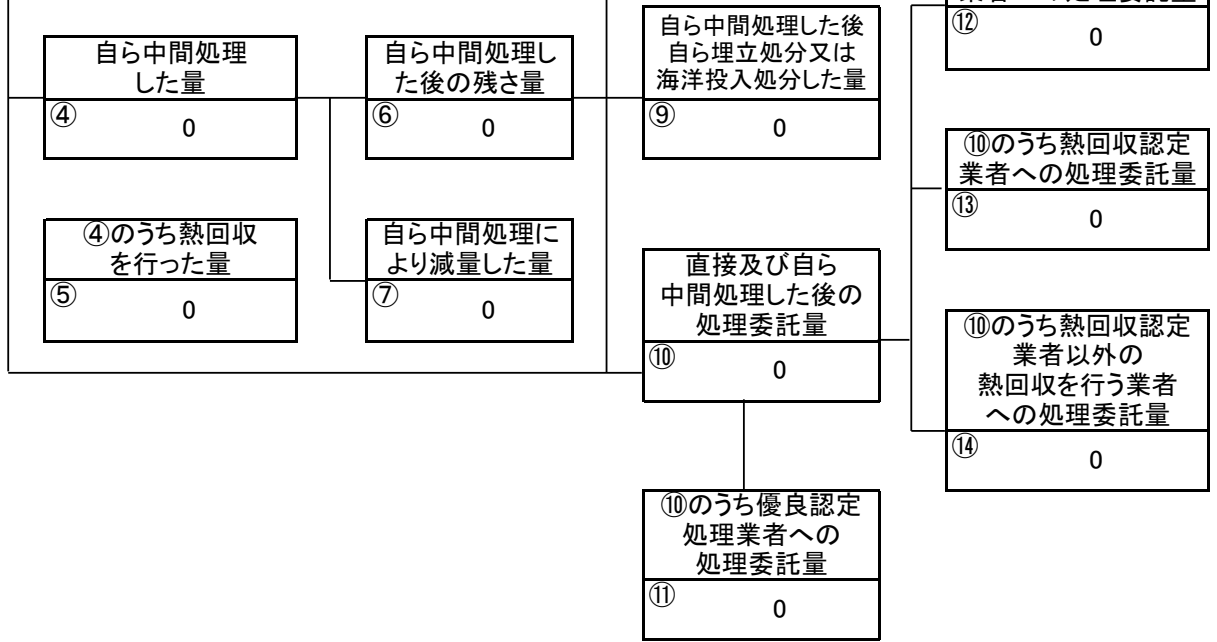 ⑫
0
自ら中間処理
した量
④
0
自ら中間処理し
た後の残さ量
⑥
0
自ら中間処理した後
自ら埋立処分又は
海洋投入処分した量
⑨
0
⑩のうち熱回収認定
業者への処理委託量
⑬
0
④のうち熱回収
を行った量
⑤
0
自ら中間処理に
より減量した量
⑦
0
直接及び自ら
中間処理した後の
処理委託量
⑩
0
⑩のうち熱回収認定
業者以外の
熱回収を行う業者
への処理委託量
⑭
0
⑩のうち優良認定
処理業者への
処理委託量
⑪
0